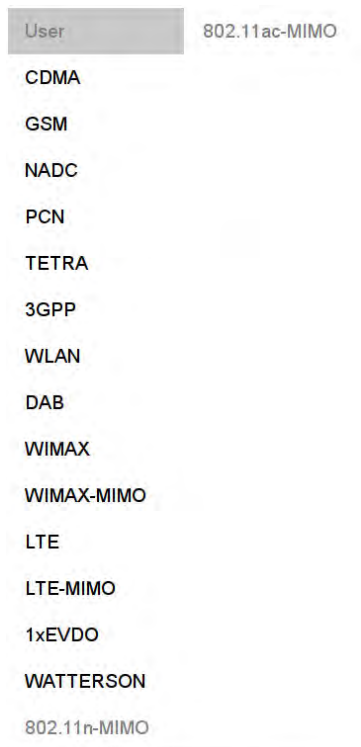 User
CDMA
GSM
NADC
PCN
TETRA
3GPP
WLAN
DAB
WIMAX
WIMAX-MIMO
LTE
LTE-MIMO
1xEVDO
WATTERSON
802.11n-MIMO
802.11ac-MIMO